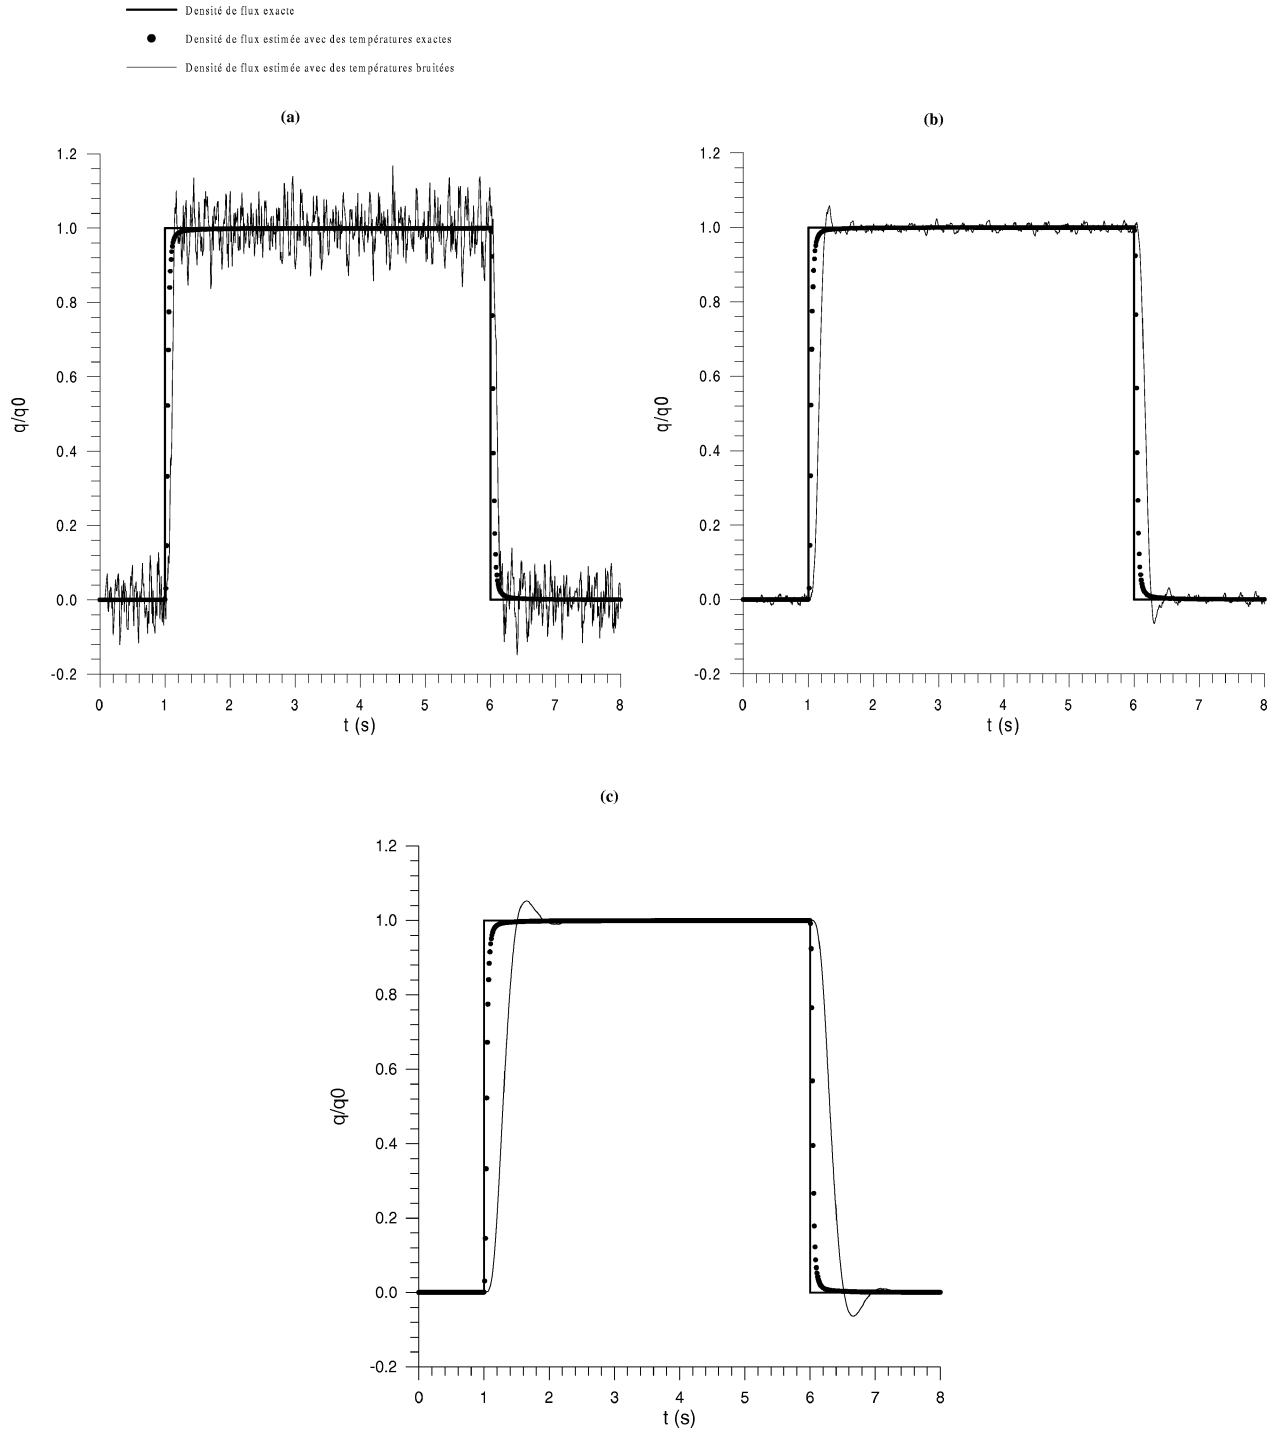 Densité de flux exacte
Densité de flux estimée avec des températures exactes
Densité de flux estimée avec des températures bruitées
(a)
1.2
1.0
0.8
0.6
0.4
0.2
0.0
-0.2
q/q0
0 1 2 3 4 5 6 7 8
t (s)
(b)
1.2
1.0
0.8
0.6
0.4
0.2
0.0
-0.2
q/q0
0 1 2 3 4 5 6 7 8
t (s)
(c)
1.2
1.0
0.8
0.6
0.4
0.2
0.0
-0.2
q/q0
0 1 2 3 4 5 6 7 8
t (s)